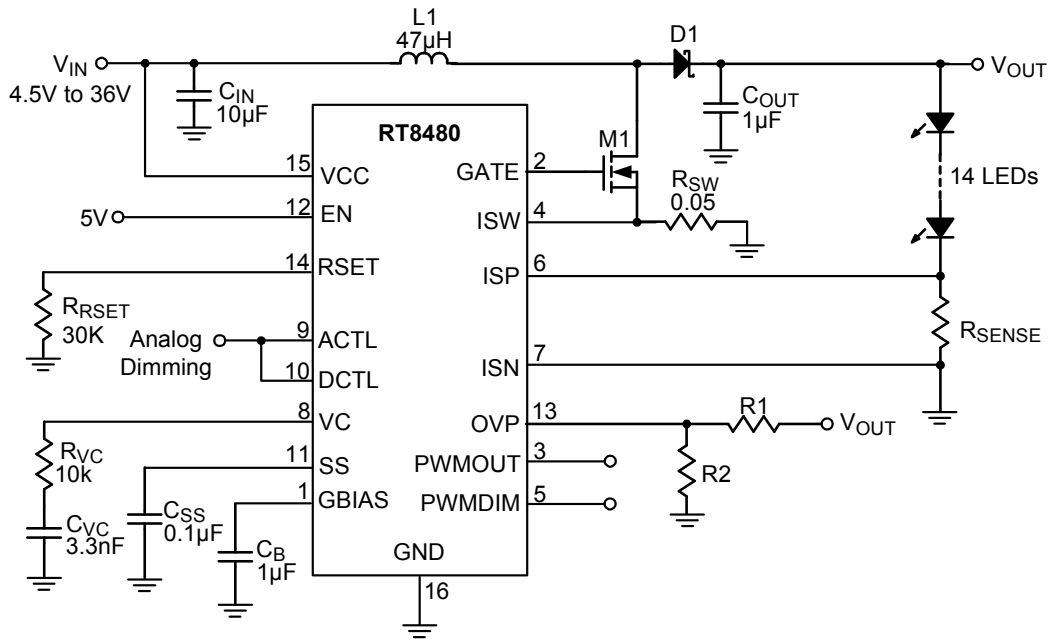 L1
47µH
D1
V_IN
4.5V to 36V
V_OUT
C_IN
10µF
C_OUT
1µF
RT8480
M1
15
VCC
GATE
2
R_SW
0.05
14 LEDs
5V
12
EN
ISW
4
14
RSET
ISP
6
R_RSET
30K
R_SENSE
Analog
Dimming
9
ACTL
10
DCTL
ISN
7
8
VC
OVP
13
R1
V_OUT
R_VC
10k
11
SS
PWMOUT
3
R2
1
GBIAS
PWMDIM
5
C_VC
3.3nF
C_SS
0.1µF
C_B
1µF
GND
16